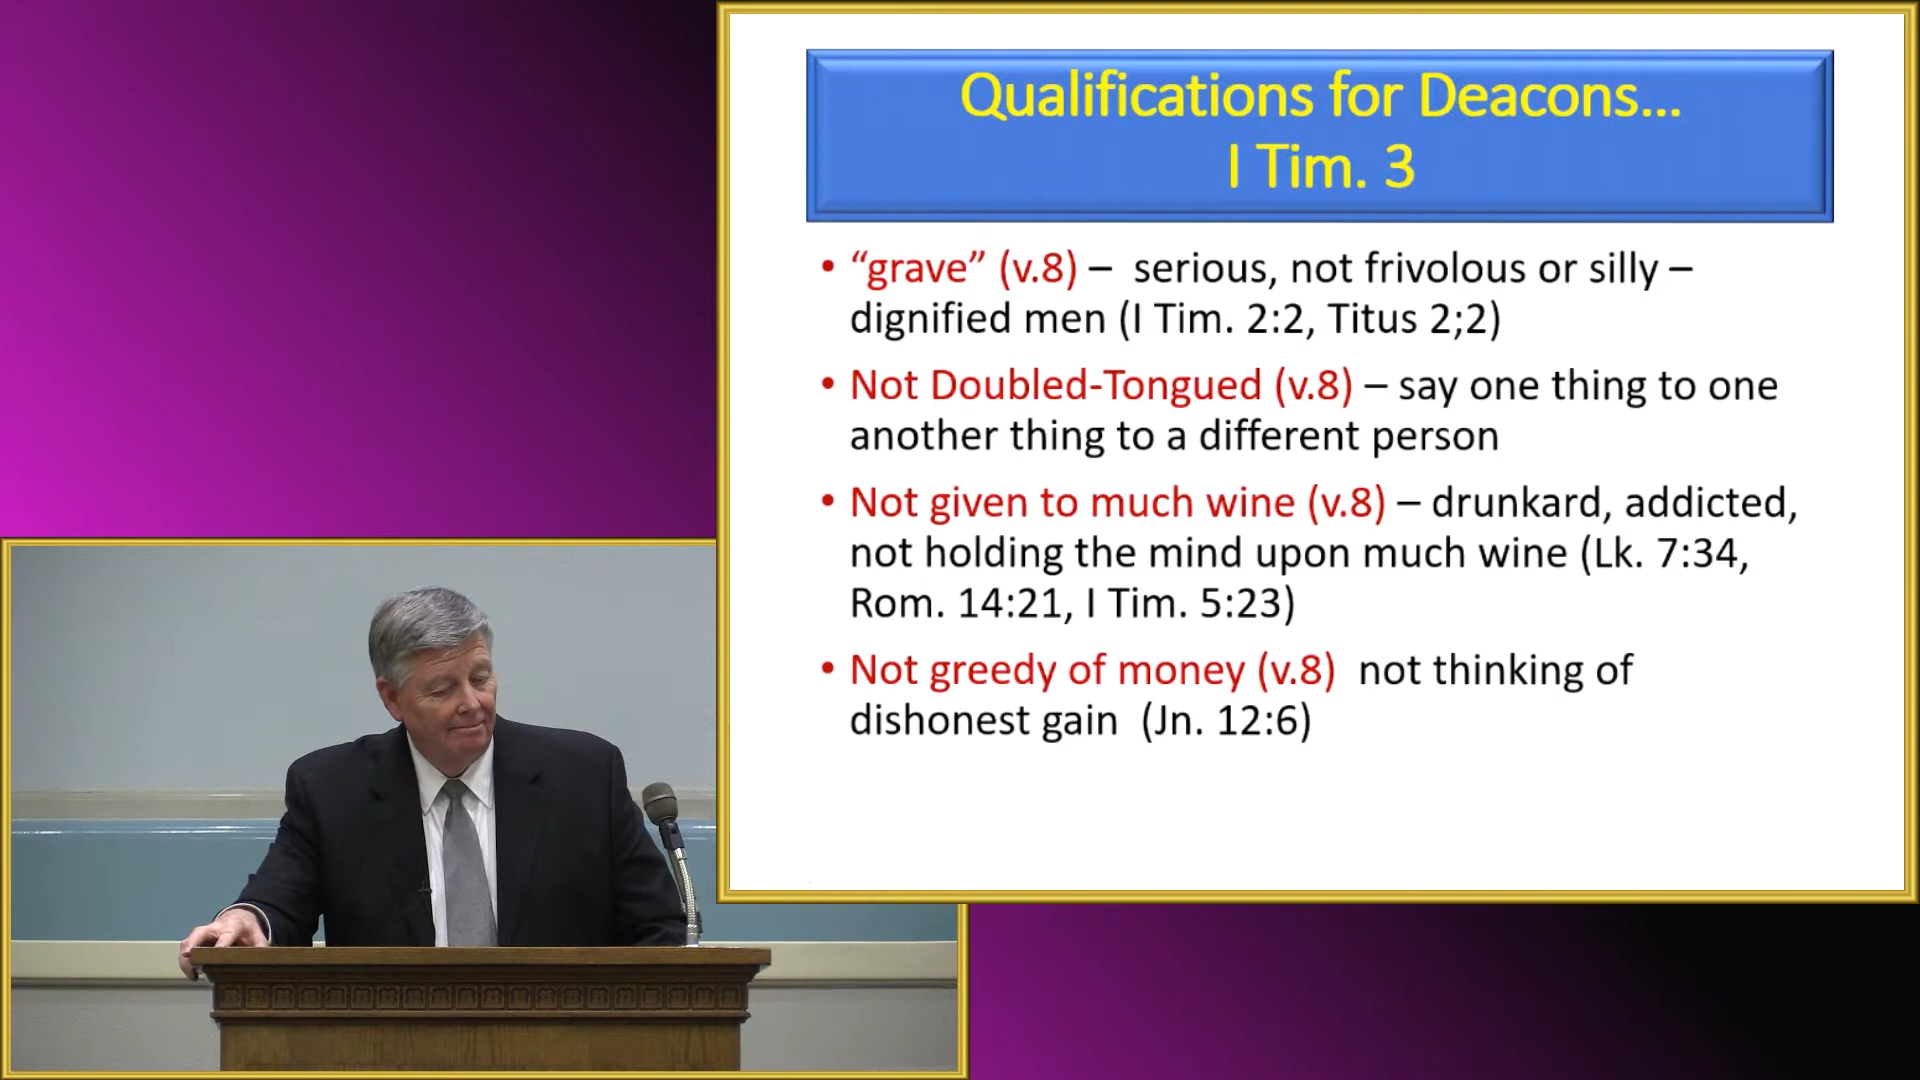 Qualifications for Deacons...
I Tim. 3
• “grave” (v.8) – serious, not frivolous or silly –
dignified men (I Tim. 2:2, Titus 2;2)
• Not Doubled-Tongued (v.8) – say one thing to one
another thing to a different person
• Not given to much wine (v.8) – drunkard, addicted,
not holding the mind upon much wine (Lk. 7:34,
Rom. 14:21, I Tim. 5:23)
• Not greedy of money (v.8) not thinking of
dishonest gain (Jn. 12:6)